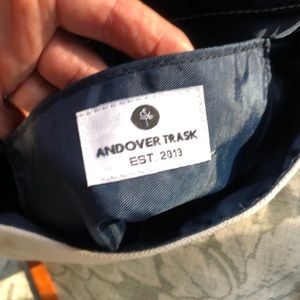 ANDOVER TRASK
EST. 2013